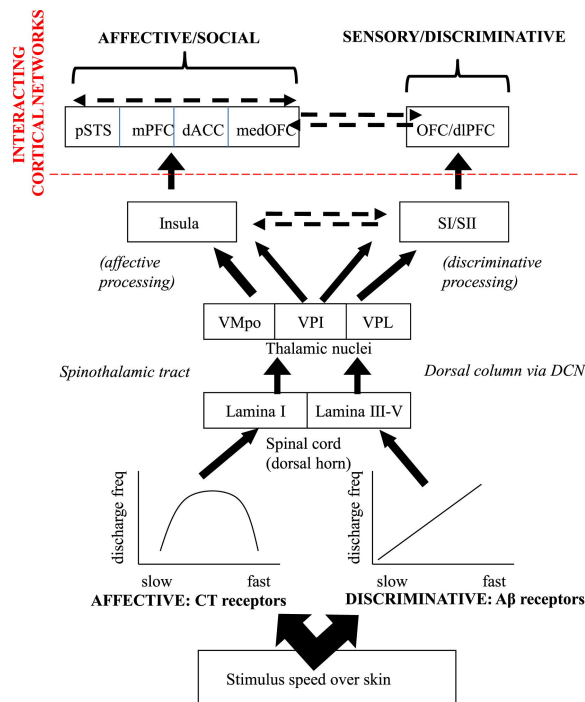 AFFECTIVE/SOCIAL
SENSORY/DISCRIMINATIVE
INTERACTING
CORTICAL NETWORKS
pSTS
mPFC
dACC
medOFC
OFC/dlPFC
Insula
SI/SII
(affective
processing)
(discriminative
processing)
VMpo
VPI
VPL
Thalamic nuclei
Spinothalamic tract
Dorsal column via DCN
Lamina I
Lamina III-V
Spinal cord
(dorsal horn)
discharge freq
discharge freq
slow
fast
slow
fast
AFFECTIVE: CT receptors
DISCRIMINATIVE: Aβ receptors
Stimulus speed over skin